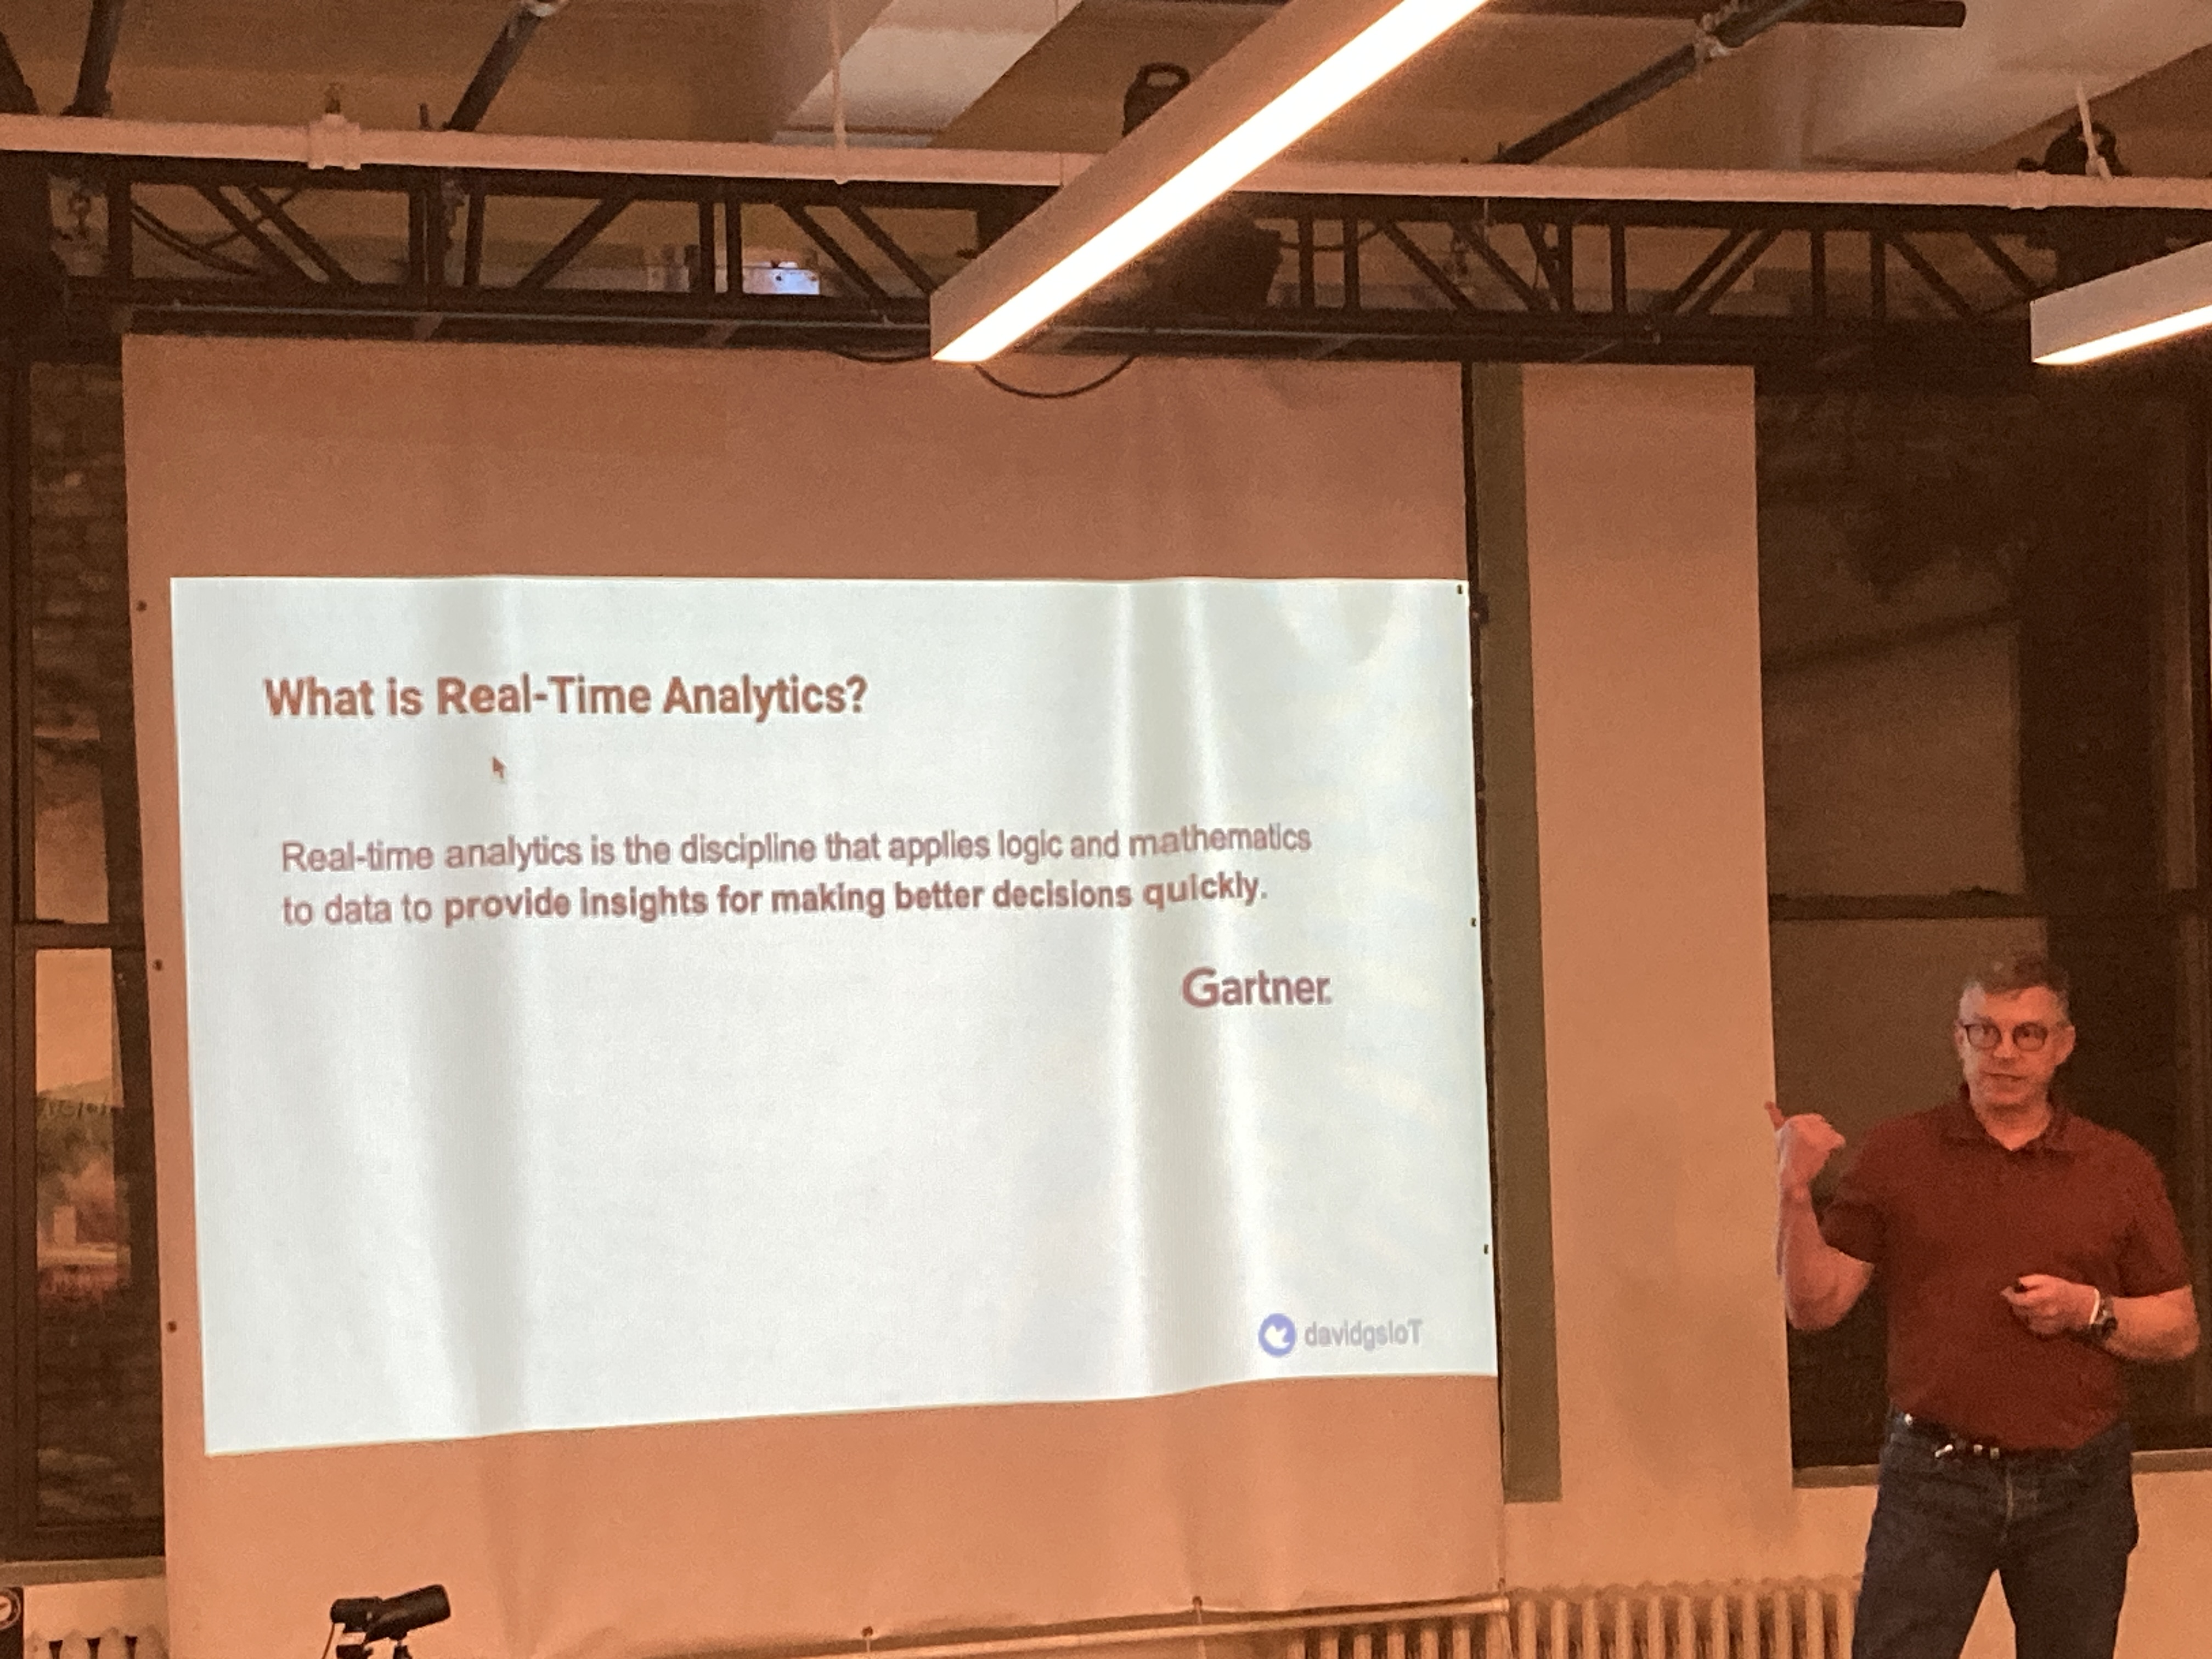 What is Real-Time Analytics?
Real-time analytics is the discipline that applies logic and mathematics
to data to provide insights for making better decisions quickly.
Gartner.
davidgsIoT